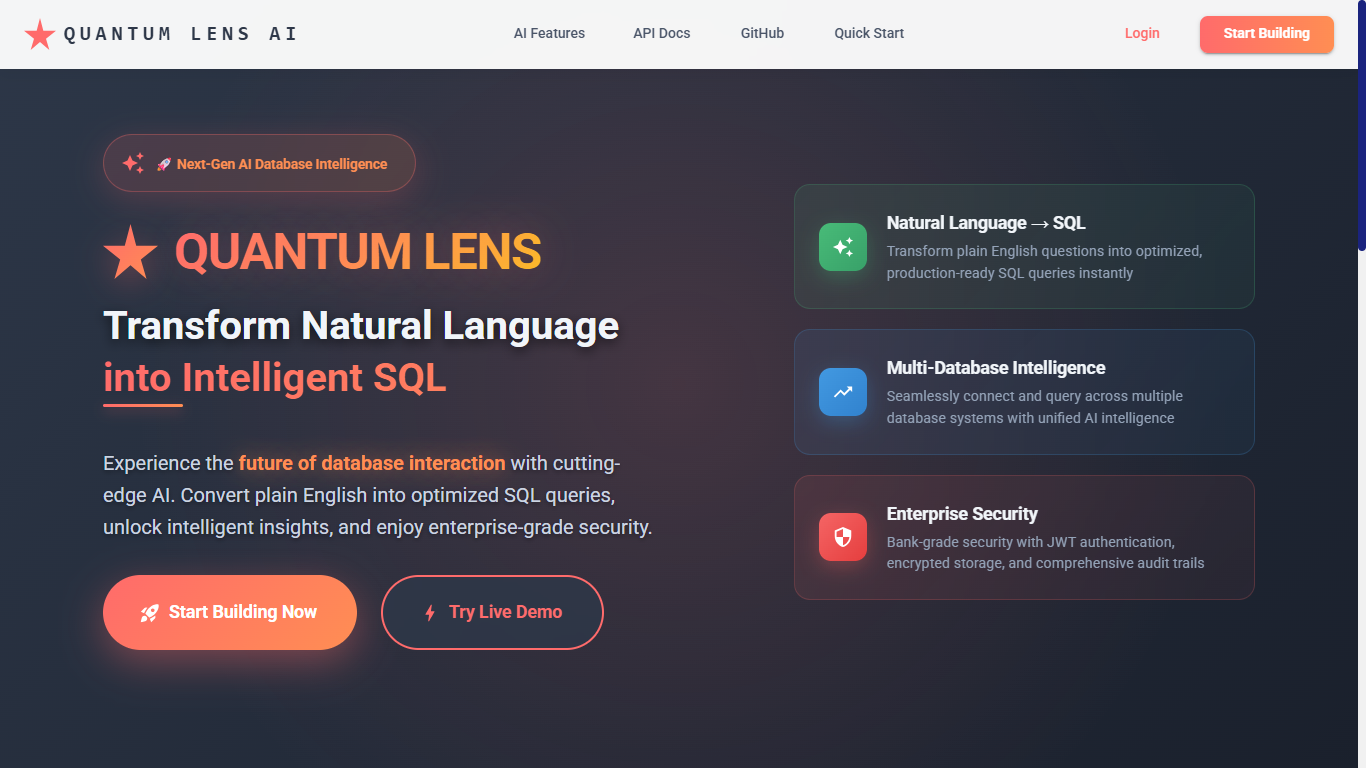 QUANTUM LENS AI
AI Features
API Docs
GitHub
Quick Start
Login
Start Building
🚀 Next-Gen AI Database Intelligence
QUANTUM LENS
Transform Natural Language
into Intelligent SQL
Experience the future of database interaction with cutting-
edge AI. Convert plain English into optimized SQL queries,
unlock intelligent insights, and enjoy enterprise-grade security.
Start Building Now
Try Live Demo
Natural Language → SQL
Transform plain English questions into optimized,
production-ready SQL queries instantly
Multi-Database Intelligence
Seamlessly connect and query across multiple
database systems with unified AI intelligence
Enterprise Security
Bank-grade security with JWT authentication,
encrypted storage, and comprehensive audit trails